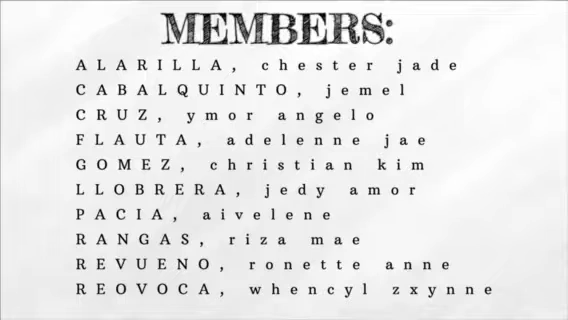 MEMBERS:
ALARILLA, chester jade
CABALQUINTO, jemel
CRUZ, ymor angelo
FLAUTA, adelenne jae
GOMEZ, christian kim
LLOBRERA, jedy amor
PACIA, aivelene
RANGAS, riza mae
REVUENO, ronette anne
REOVOCA, whencyl zxynne